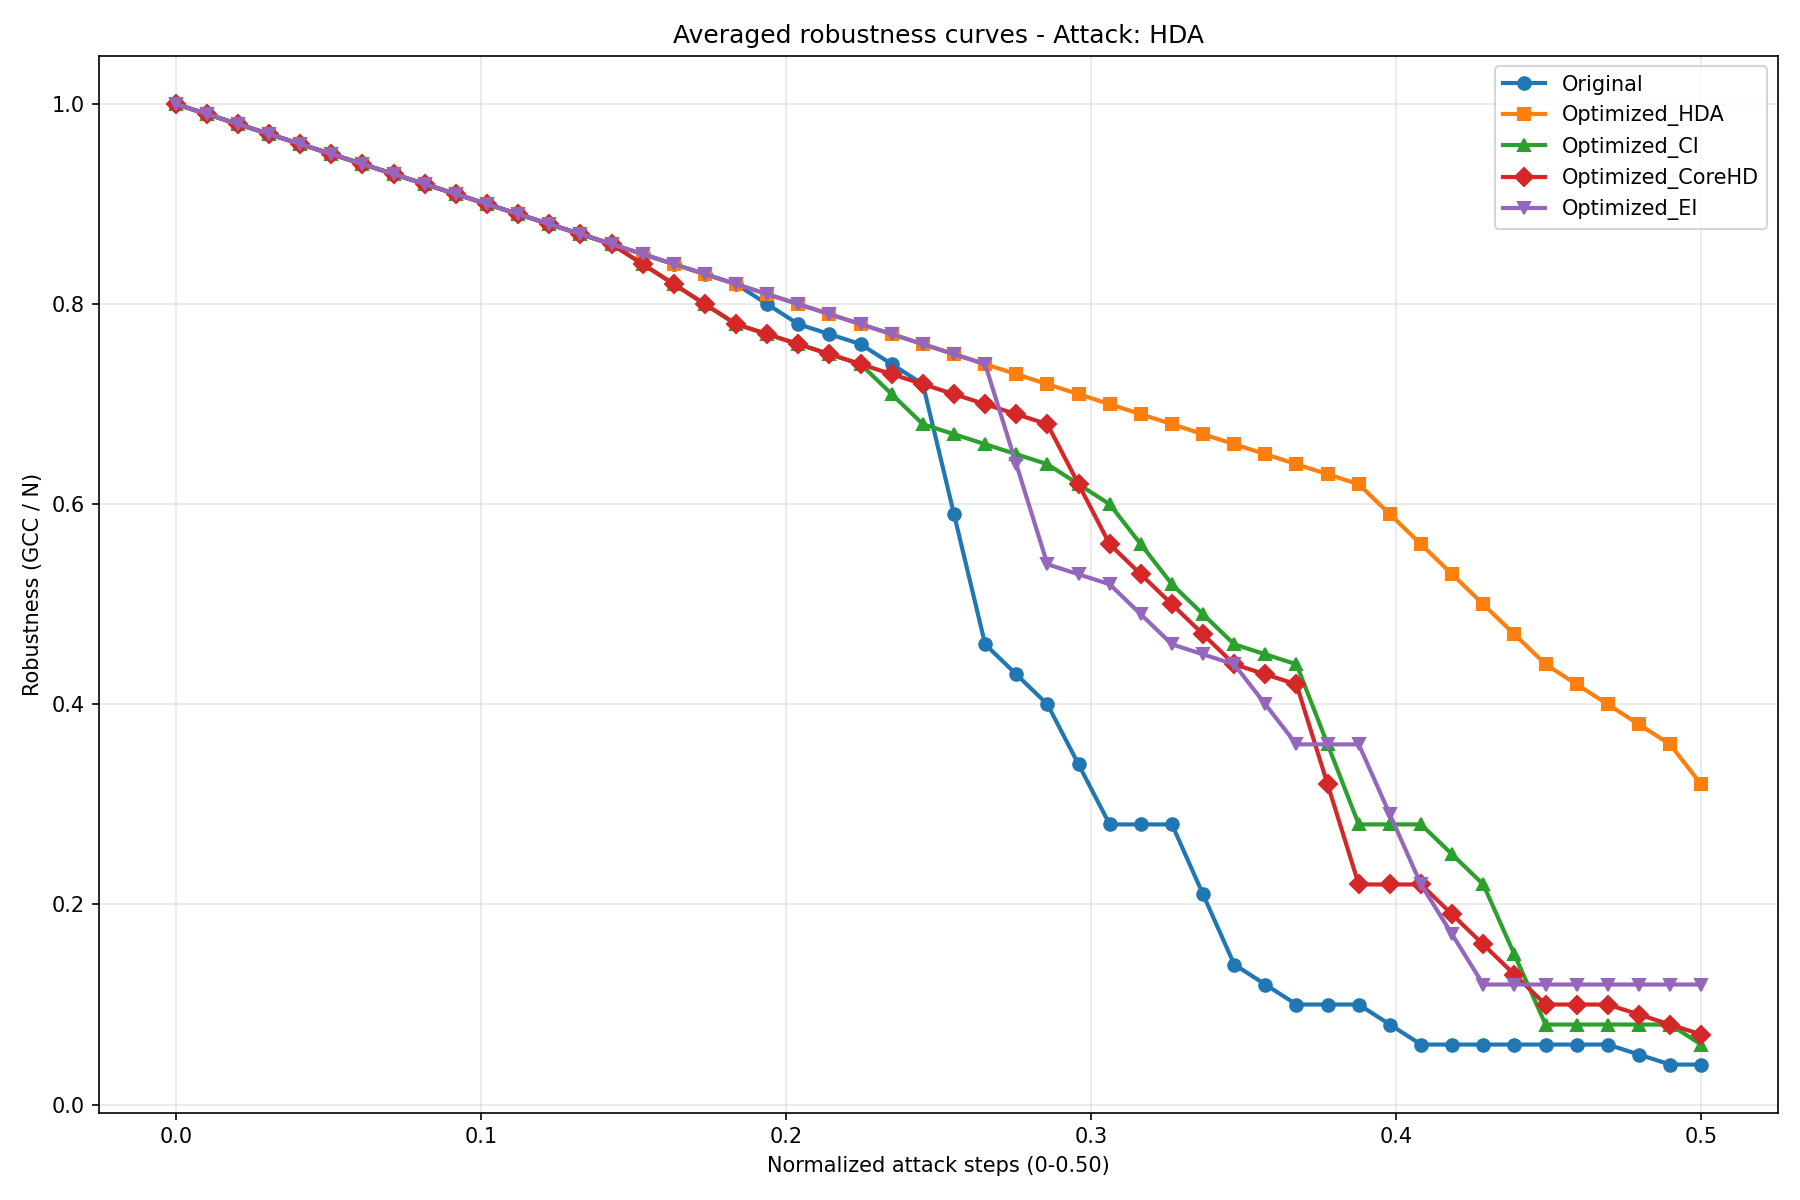 Averaged robustness curves - Attack: HDA
Original
Optimized_HDA
Optimized_CI
Optimized_CoreHD
Optimized_EI
Robustness (GCC / N)
1.0
0.8
0.6
0.4
0.2
0.0
0.0 0.1 0.2 0.3 0.4 0.5
Normalized attack steps (0-0.50)